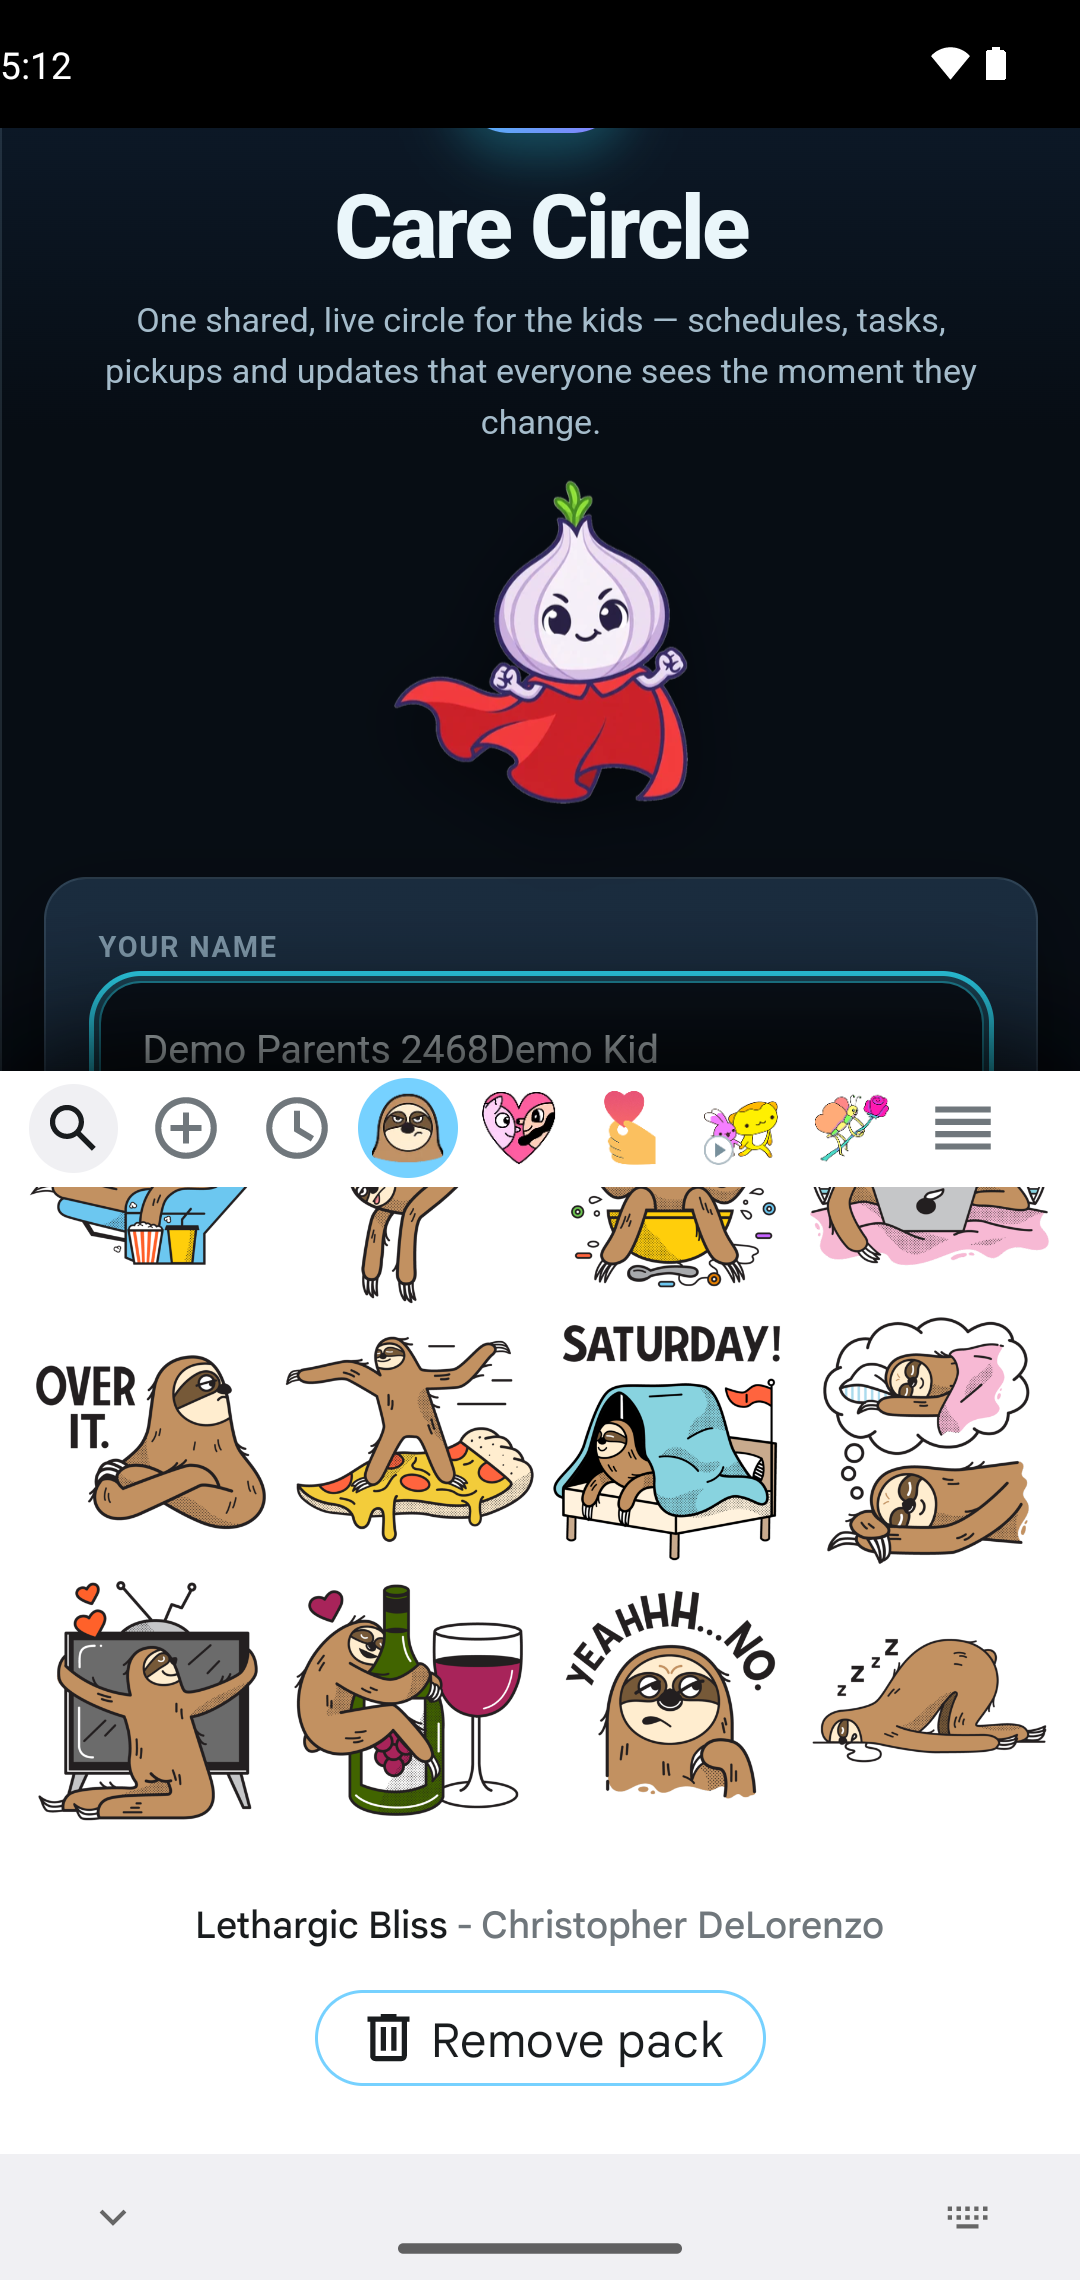 5:12
Care Circle
One shared, live circle for the kids — schedules, tasks,
pickups and updates that everyone sees the moment they
change.
YOUR NAME
Demo Parents 2468Demo Kid
OVER
IT.
SATURDAY!
YEAHHH...NO.
z z z z
Lethargic Bliss - Christopher DeLorenzo
Remove pack